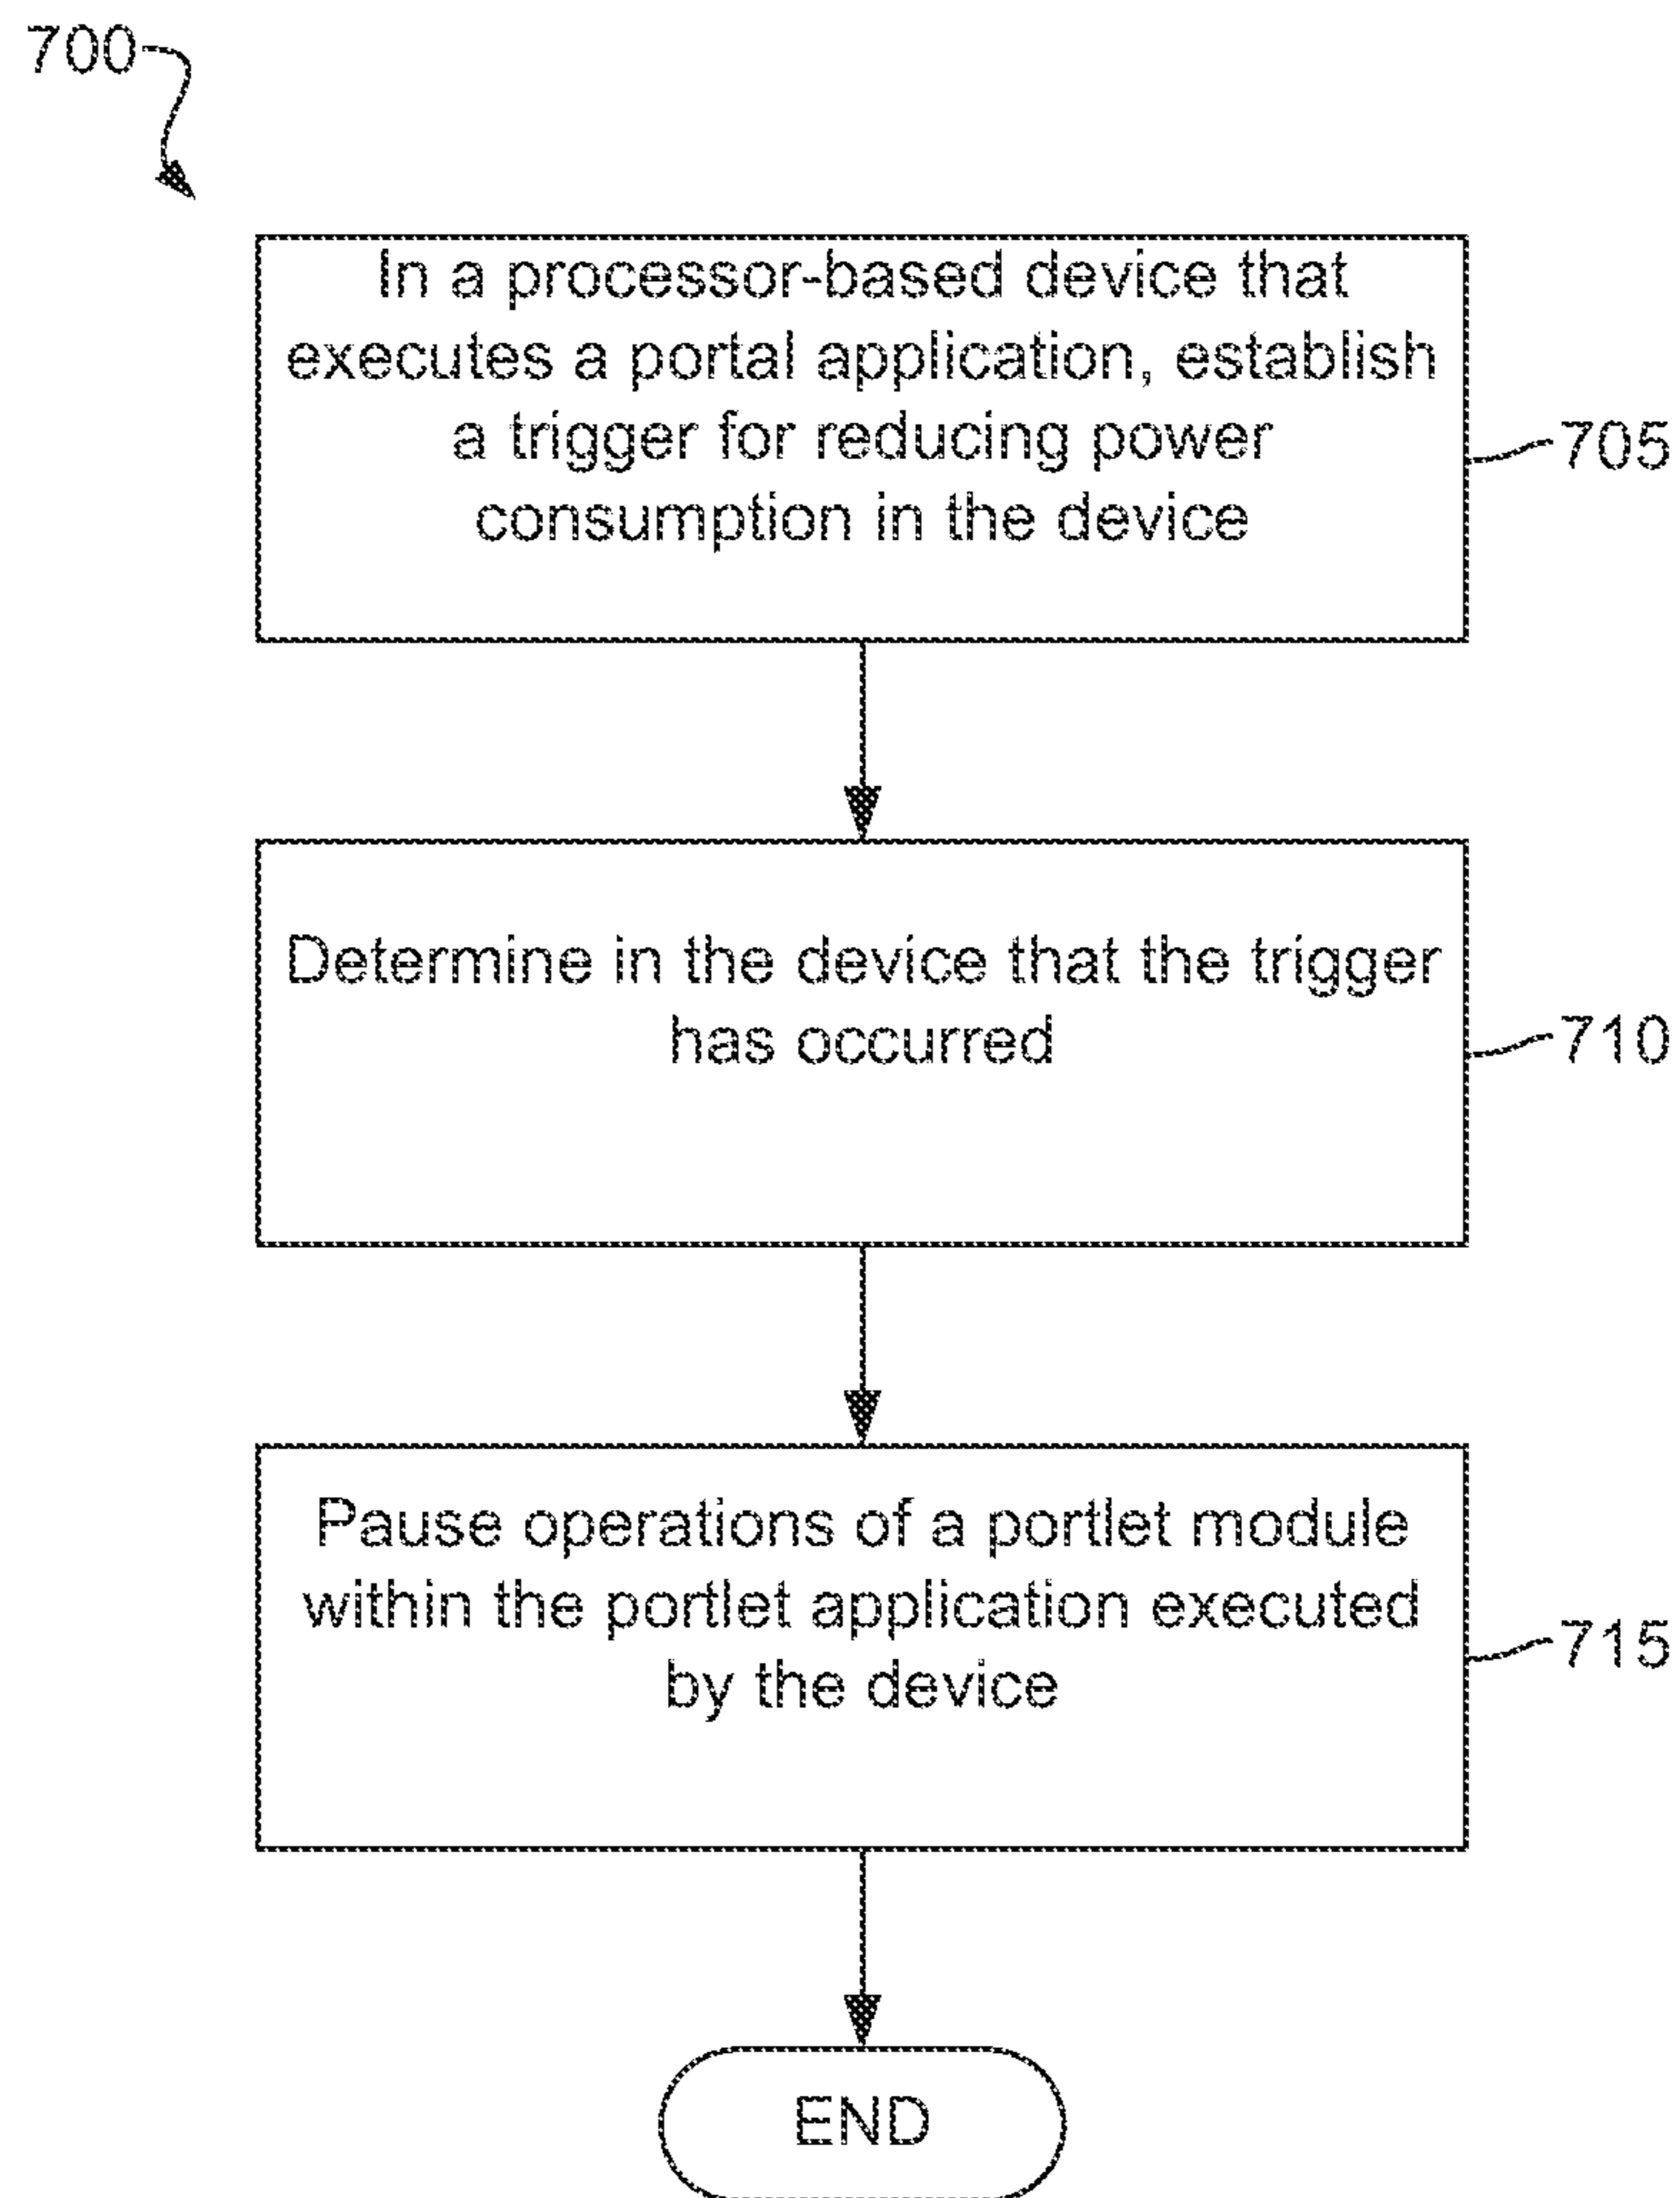 700
In a processor-based device that
executes a portal application, establish
a trigger for reducing power
consumption in the device
705
Determine in the device that the trigger
has occurred
710
Pause operations of a portlet module
within the portlet application executed
by the device
715
END